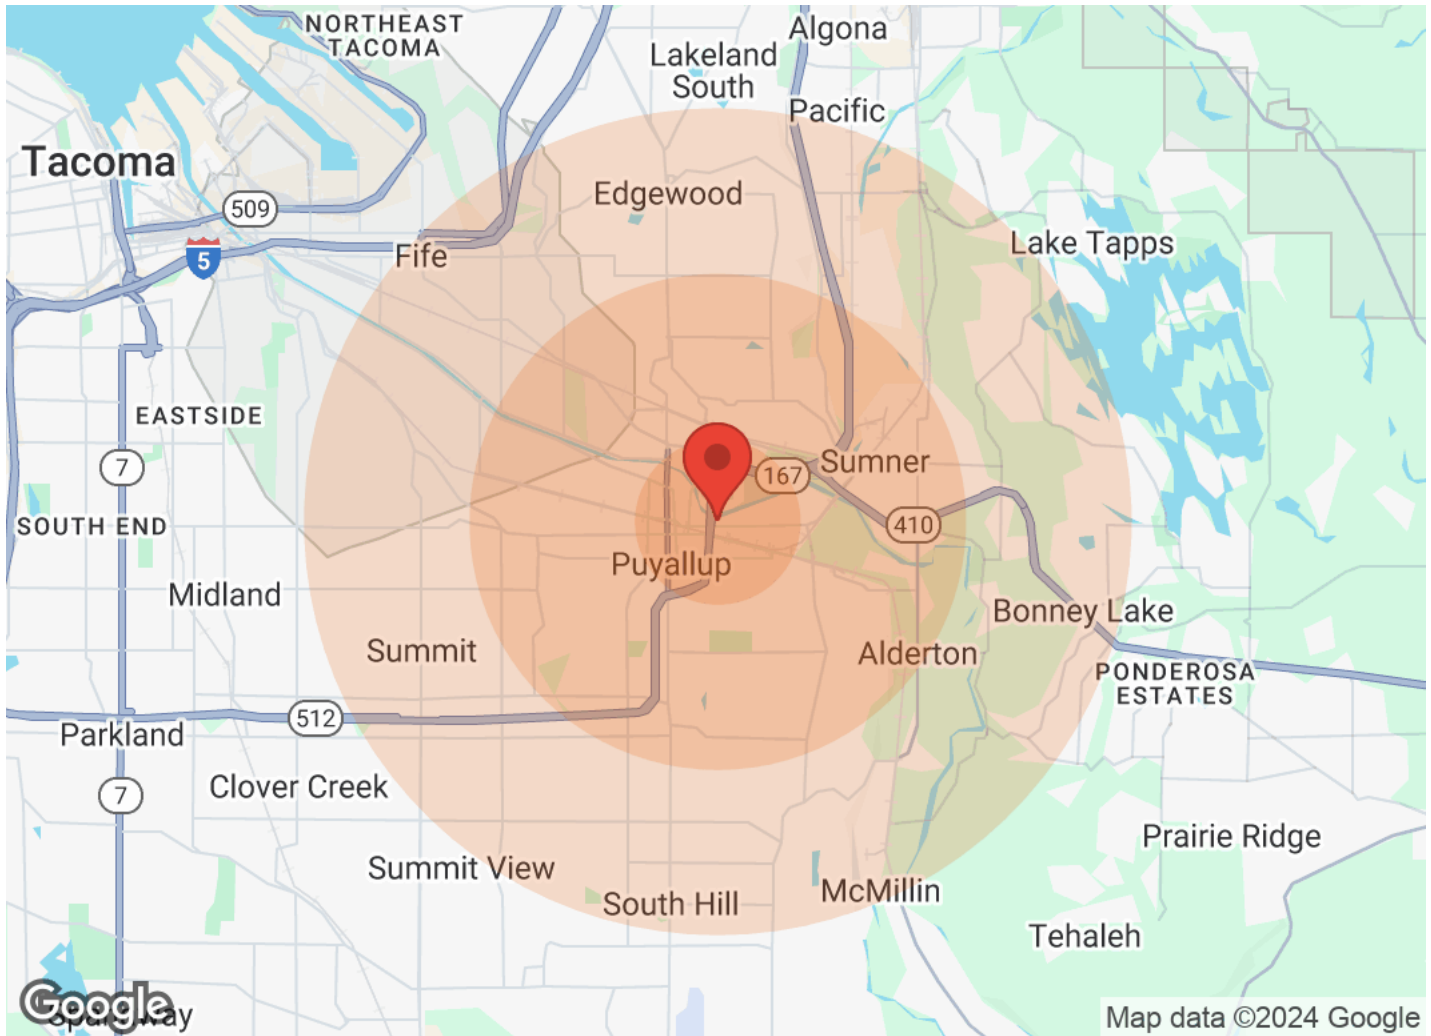 NORTHEAST
TACOMA
Algona
Lakeland
South
Pacific
Tacoma
Edgewood
509
5
Fife
Lake Tapps
EASTSIDE
7
167
Sumner
SOUTH END
410
Puyallup
Midland
Bonney Lake
Summit
Alderton
PONDEROSA
ESTATES
512
Parkland
Clover Creek
7
Prairie Ridge
Summit View
McMillin
South Hill
Tehaleh
Google
Map data ©2024 Google